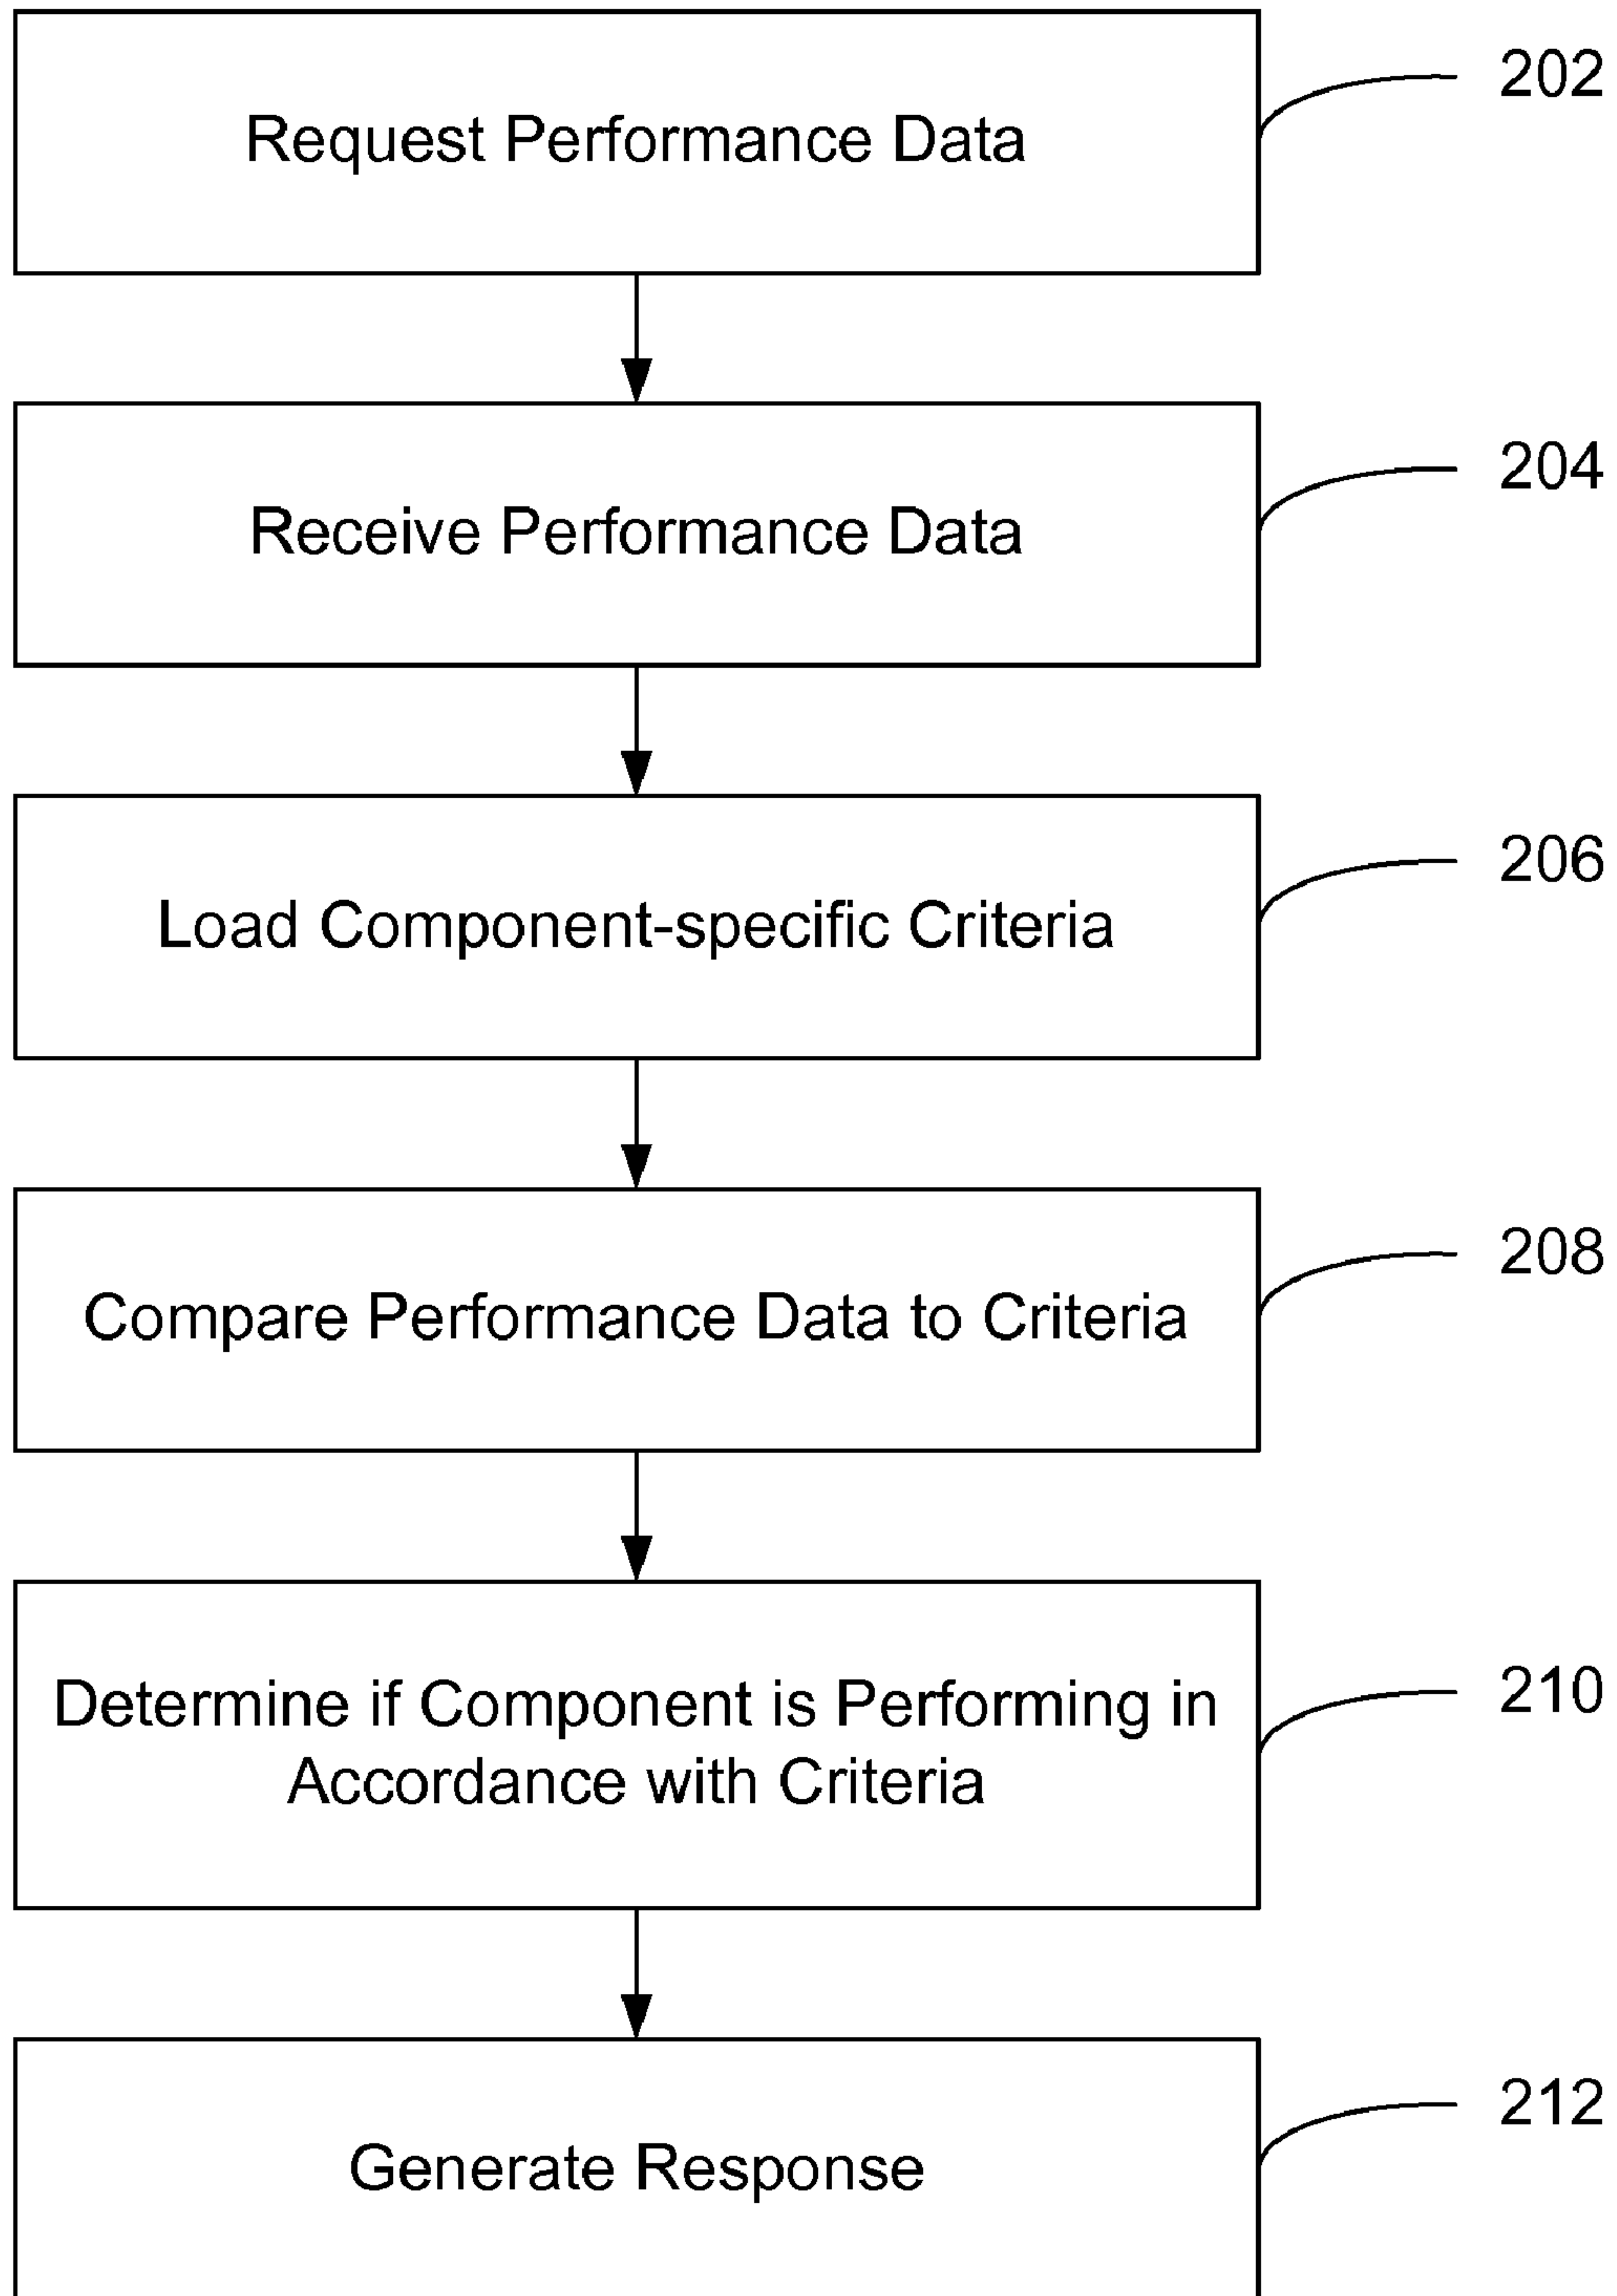 Request Performance Data
202
Receive Performance Data
204
Load Component-specific Criteria
206
Compare Performance Data to Criteria
208
Determine if Component is Performing in
Accordance with Criteria
210
Generate Response
212